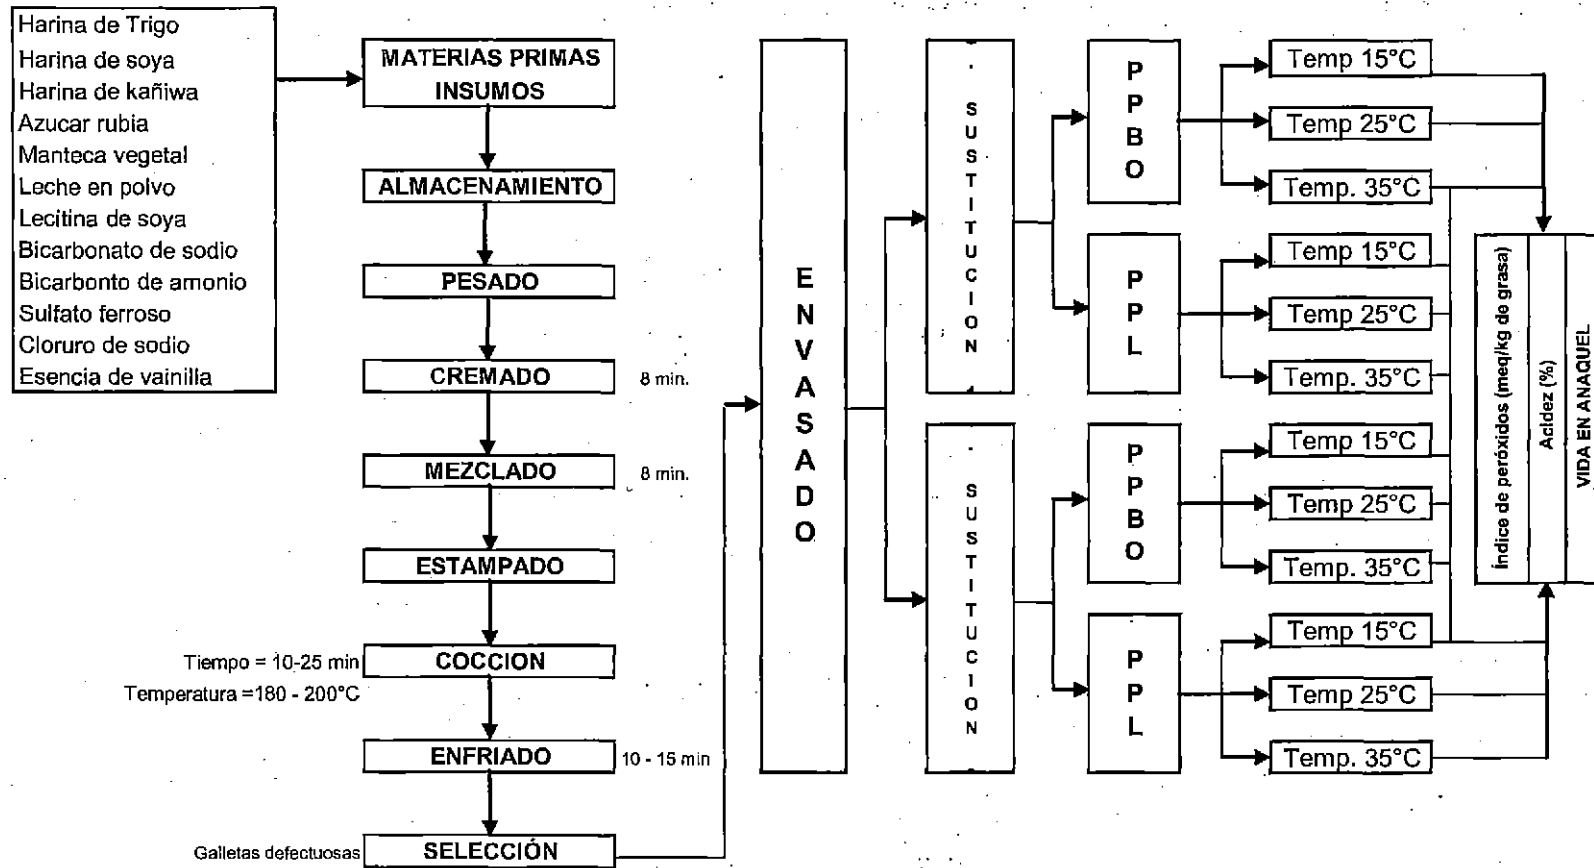 Harina de Trigo
Harina de soya
Harina de kañiwa
Azucar rubia
Manteca vegetal
Leche en polvo
Lecitina de soya
Bicarbonato de sodio
Bicarbonto de amonio
Sulfato ferroso
Cloruro de sodio
Esencia de vainilla
MATERIAS PRIMAS
INSUMOS
ALMACENAMIENTO
PESADO
CREMADO
8 min.
MEZCLADO
8 min.
ESTAMPADO
Tiempo = 10-25 min
Temperatura =180 - 200°C
COCCION
ENFRIADO
10 - 15 min
Galletas defectuosas
SELECCIÓN
ENVASADO
SUSTITUCION
PPBO
Temp 15°C
Temp 25°C
Temp. 35°C
PPL
Temp 15°C
Temp 25°C
Temp. 35°C
SUSTITUCION
PPBO
Temp 15°C
Temp 25°C
Temp. 35°C
PPL
Temp 15°C
Temp 25°C
Temp. 35°C
Índice de peróxidos (meq/kg de grasa)
Acidez (%)
VIDA EN ANAQUEL